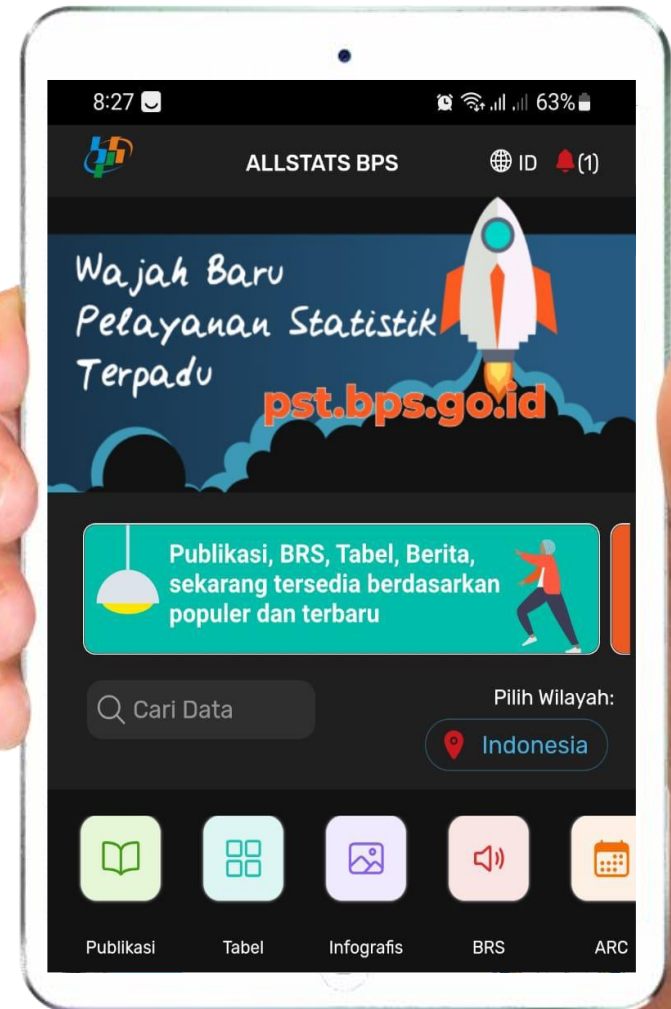 8:27
63%
ALLSTATS BPS
ID
(1)
Wajah Baru
Pelayanan Statistik
Terpadu
pst.bps.go.id
Publikasi, BRS, Tabel, Berita,
sekarang tersedia berdasarkan
populer dan terbaru
Cari Data
Pilih Wilayah:
Indonesia
Publikasi
Tabel
Infografis
BRS
ARC